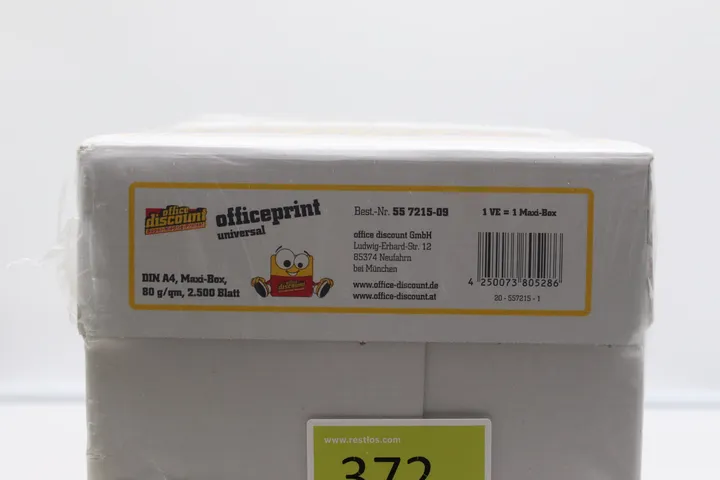 office
discount
officeprint
universal
DIN A4, Maxi-Box,
80 g/qm, 2.500 Blatt
office
discount
Best.-Nr. 55 7215-09
office discount GmbH
Ludwig-Erhard-Str. 12
85374 Neufahrn
bei München
www.office-discount.de
www.office-discount.at
1 VE = 1 Maxi-Box
4 250073 805286
20 - 557215 - 1
www.restlos.com
372